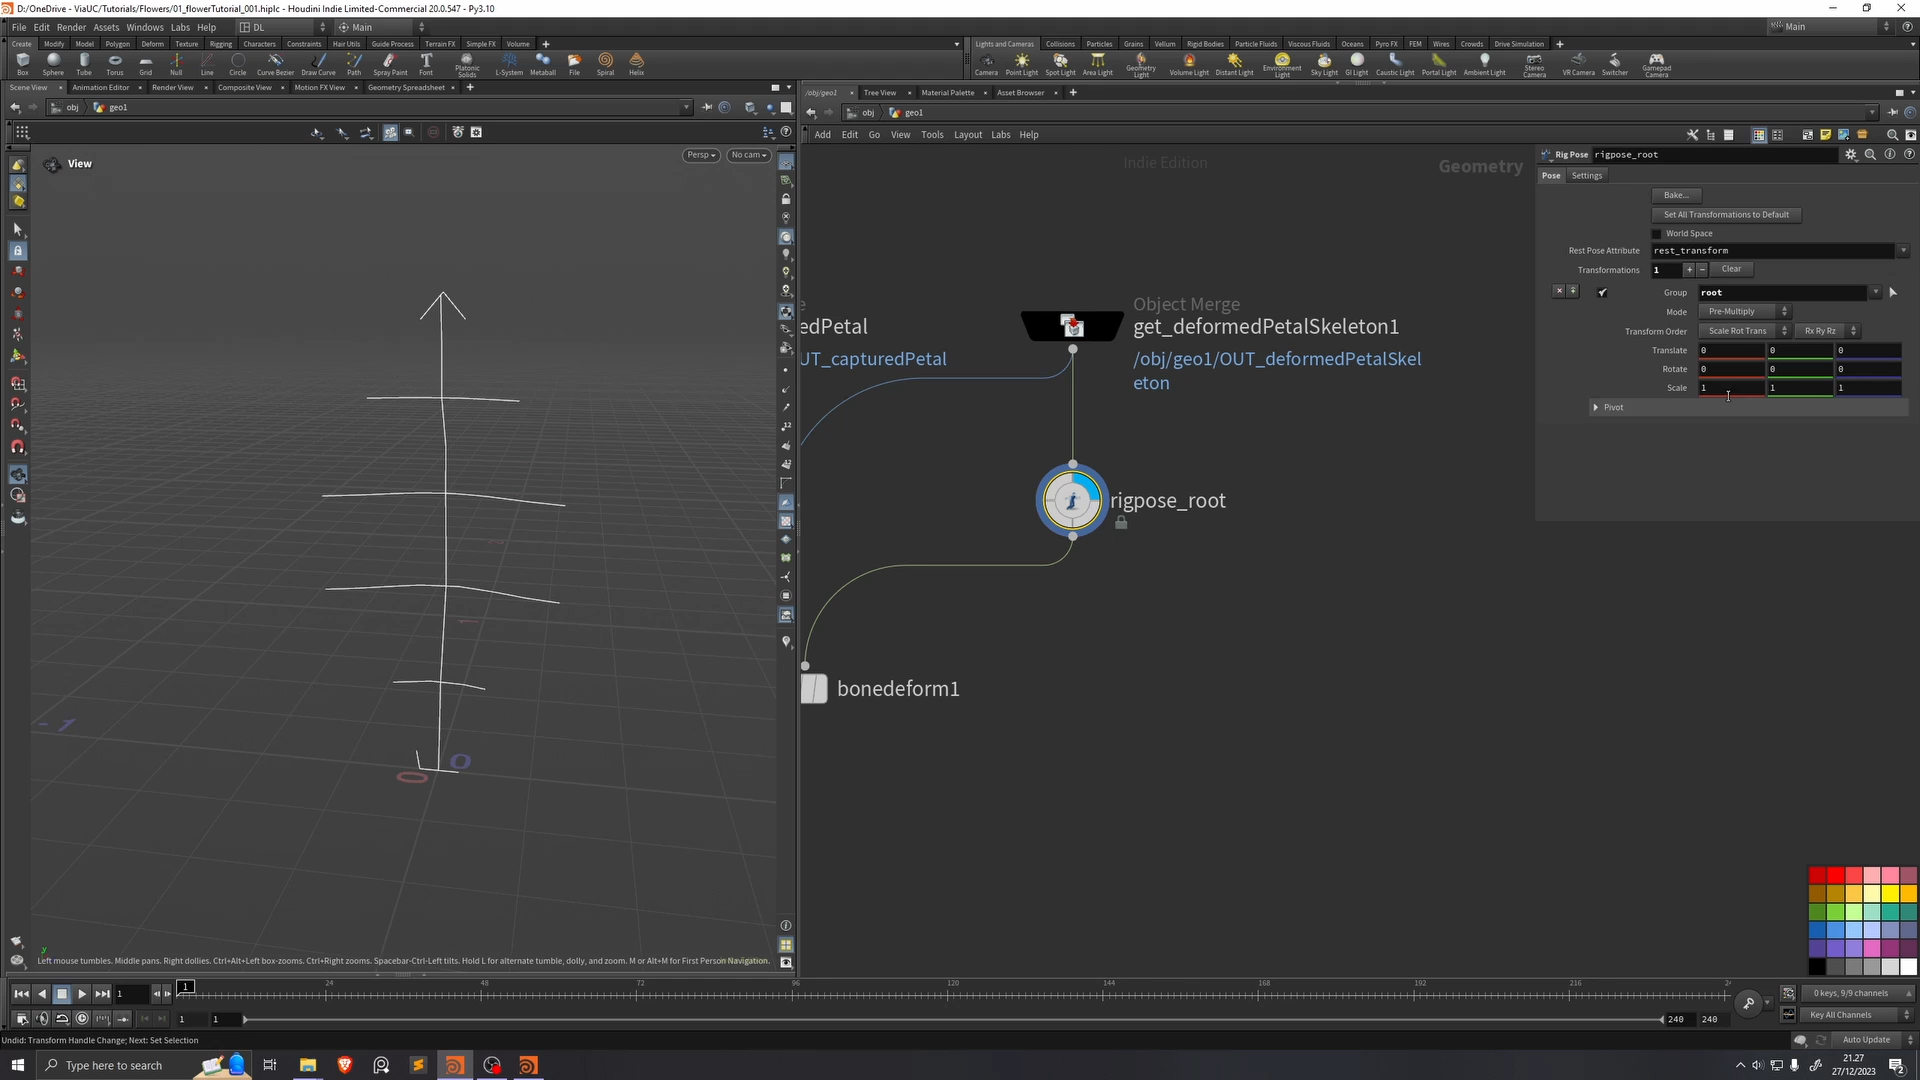 D:/OneDrive - ViaUC/Tutorials/Flowers/01_flowerTutorial_001.hiplc - Houdini Indie Limited-Commercial 20.0.547 - Py3.10
File Edit Render Assets Windows Labs Help DL Main Main
Create Modify Model Polygon Deform Texture Rigging Characters Constraints Hair Utils Guide Process Terrain FX Simple FX Volume
Lights and Cameras Collisions Particles Grains Vellum Rigid Bodies Particle Fluids Viscous Fluids Oceans Pyro FX FEM Wires Crowds Drive Simulation
Box Sphere Tube Torus Grid Null Line Circle Curve Bezier Draw Curve Path Spray Paint Font Platonic Solids L-System Metaball File Spiral Helix
Camera Point Light Spot Light Area Light Geometry Light Volume Light Distant Light Environment Light Sky Light GI Light Caustic Light Portal Light Ambient Light Stereo Camera VR Camera Switcher Gamepad Camera
Scene View Animation Editor Render View Composite View Motion FX View Geometry Spreadsheet
/obj/geo1 Tree View Material Palette Asset Browser
obj geo1
obj geo1
Add Edit Go View Tools Layout Labs Help
View
Persp No cam
Indie Edition
Geometry
Rig Pose rigpose_root
Pose Settings
Bake...
Set All Transformations to Default
World Space
Rest Pose Attribute rest_transform
Transformations 1 + - Clear
Group root
Mode Pre-Multiply
Transform Order Scale Rot Trans Rx Ry Rz
Translate 0 0 0
Rotate 0 0 0
Scale 1 1 1
Pivot
edPetal
UT_capturedPetal
Object Merge
get_deformedPetalSkeleton1
/obj/geo1/OUT_deformedPetalSkel
eton
rigpose_root
bonedeform1
-1
0
0
y
Left mouse tumbles. Middle pans. Right dollies. Ctrl+Alt+Left box-zooms. Ctrl+Right zooms. Spacebar-Ctrl-Left tilts. Hold L for alternate tumble, dolly, and zoom. M or Alt+M for First Person Navigation.
1 1 24 48 72 96 120 144 168 192 216 24
0 keys, 9/9 channels
1 1 240 240
Key All Channels
Undid: Transform Handle Change; Next: Set Selection
Auto Update
Type here to search
21.27
27/12/2023
2